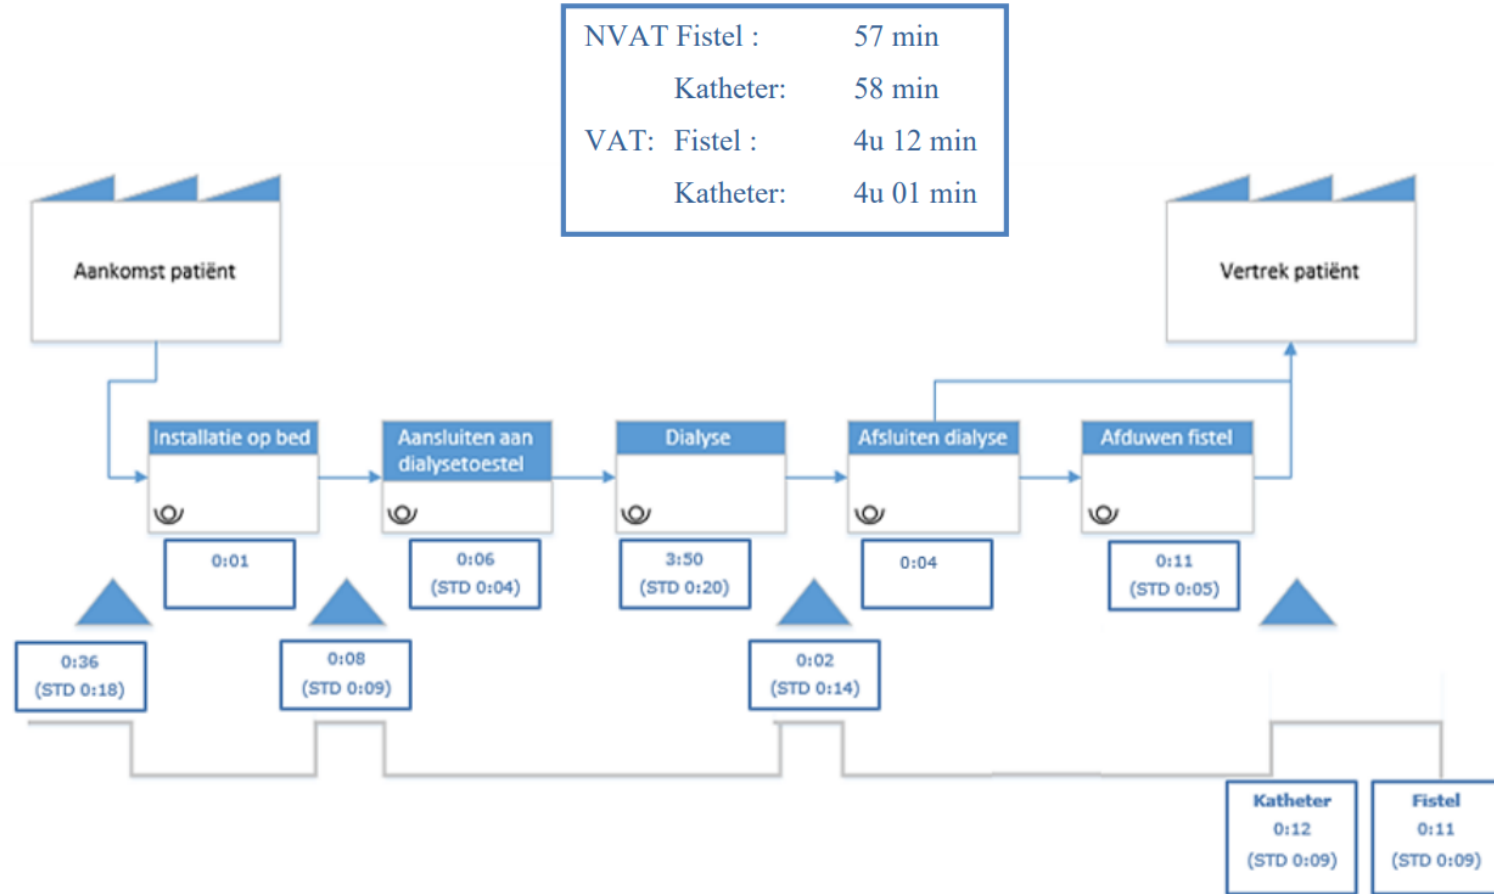 NVAT Fistel : 57 min
Katheter: 58 min
VAT: Fistel : 4u 12 min
Katheter: 4u 01 min
Aankomst patiënt
Vertrek patiënt
Installatie op bed
Aansluiten aan
dialysetoestel
Dialyse
Afsluiten dialyse
Afduwen fistel
0:01
0:06
(STD 0:04)
3:50
(STD 0:20)
0:04
0:11
(STD 0:05)
0:36
(STD 0:18)
0:08
(STD 0:09)
0:02
(STD 0:14)
Katheter
0:12
(STD 0:09)
Fistel
0:11
(STD 0:09)